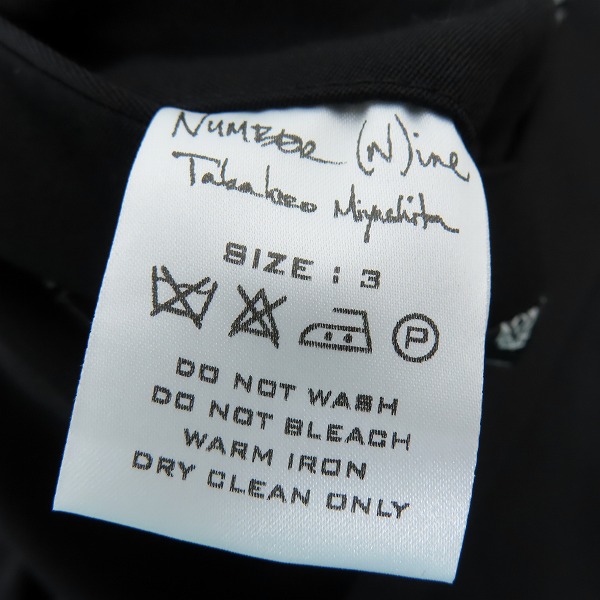 NUMBER (N)ine
Takahiro Miyashita
SIZE : 3
P
DO NOT WASH
DO NOT BLEACH
WARM IRON
DRY CLEAN ONLY